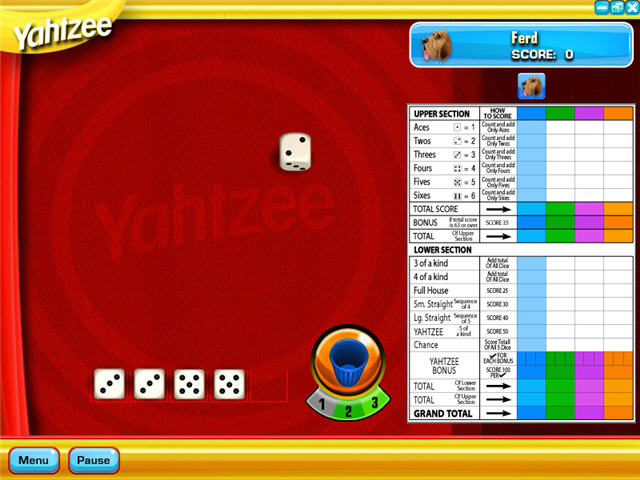 Yahtzee
Ferd
SCORE: 0
Yahtzee
UPPER SECTION HOW TO SCORE
Aces = 1 Count and add Only Aces
Twos = 2 Count and add Only Twos
Threes = 3 Count and add Only Threes
Fours = 4 Count and add Only Fours
Fives = 5 Count and add Only Fives
Sixes = 6 Count and add Only Sixes
TOTAL SCORE
BONUS If total score is 63 or over SCORE 35
TOTAL Of Upper Section
LOWER SECTION
3 of a kind Add total Of All Dice
4 of a kind Add total Of All Dice
Full House SCORE 25
Sm. Straight Sequence of 4 SCORE 30
Lg. Straight Sequence of 5 SCORE 40
YAHTZEE 5 of a kind SCORE 50
Chance Score Total Of All 5 Dice
YAHTZEE BONUS ✓ FOR EACH BONUS
SCORE 100 PER ✓
TOTAL Of Lower Section
TOTAL Of Upper Section
GRAND TOTAL
1 2 3
Menu Pause